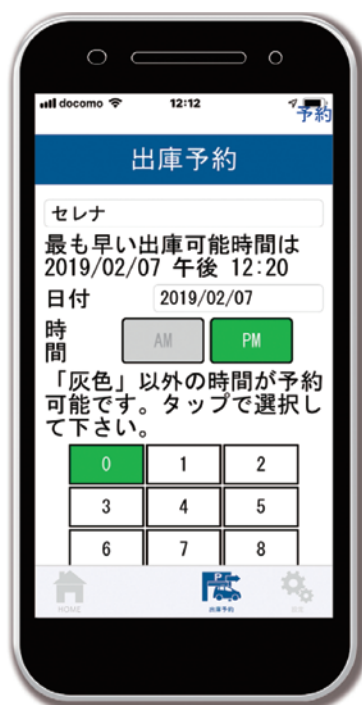 docomo 12:12
予約
出庫予約
セレナ
最も早い出庫可能時間は
2019/02/07 午後 12:20
日付 2019/02/07
時間 AM PM
「灰色」以外の時間が予約
可能です。タップで選択し
て下さい。
0 1 2
3 4 5
6 7 8
P
HOME 出庫予約 設定